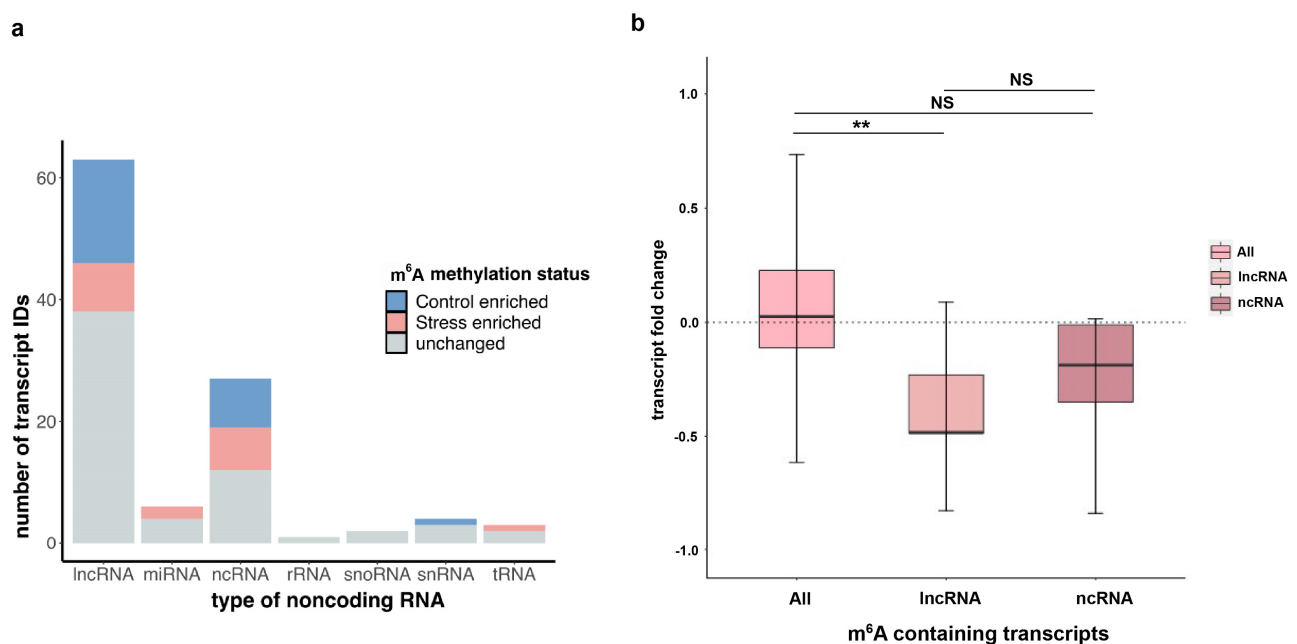 a
60
40
20
0
number of transcript IDs
lncRNA miRNA ncRNA rRNA snoRNA snRNA tRNA
type of noncoding RNA
m⁶A methylation status
Control enriched
Stress enriched
unchanged
b
1.0
0.5
0.0
-0.5
-1.0
transcript fold change
NS
NS
**
All lncRNA ncRNA
m⁶A containing transcripts
All
lncRNA
ncRNA